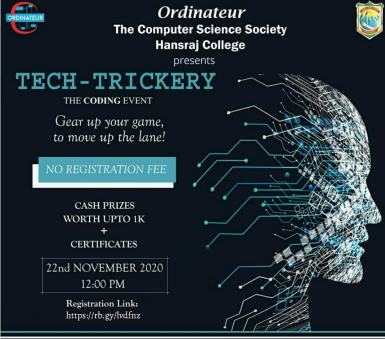 ORDINATEUR
Ordinateur
The Computer Science Society
Hansraj College
presents
TECH-TRICKERY
THE CODING EVENT
Gear up your game,
to move up the lane!
NO REGISTRATION FEE
CASH PRIZES
WORTH UPTO 1K
+
CERTIFICATES
22nd NOVEMBER 2020
12:00 PM
Registration Link:
https://rb.gy/lvdfnz